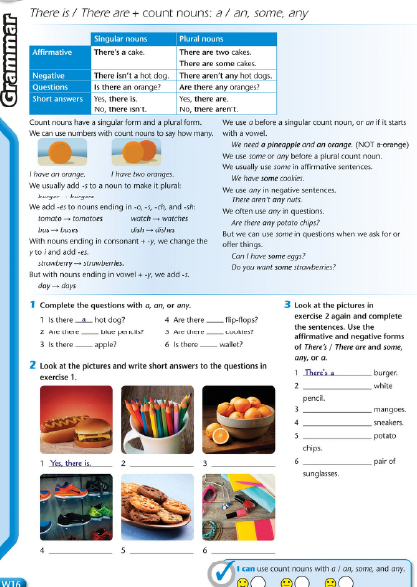 Grammar
There is / There are + count nouns: a / an, some, any
Singular nouns Plural nouns
Affirmative There's a cake. There are two cakes.
There are some cakes.
Negative There isn't a hot dog. There aren't any hot dogs.
Questions Is there an orange? Are there any oranges?
Short answers Yes, there is. Yes, there are.
No, there isn't. No, there aren't.
Count nouns have a singular form and a plural form.
We can use numbers with count nouns to say how many.
I have an orange. I have two oranges.
We usually add -s to a noun to make it plural:
burger → burgers
We add -es to nouns ending in -o, -s, -ch, and -sh:
tomato → tomatoes watch → watches
bus → buses dish → dishes
With nouns ending in consonant + -y, we change the
y to i and add -es.
strawberry → strawberries.
But with nouns ending in vowel + -y, we add -s.
day → days
We use a before a singular count noun, or an if it starts
with a vowel.
We need a pineapple and an orange. (NOT a-orange)
We use some or any before a plural count noun.
We usually use some in affirmative sentences.
We have some cookies.
We use any in negative sentences.
There aren't any nuts.
We often use any in questions.
Are there any potato chips?
But we can use some in questions when we ask for or
offer things.
Can I have some eggs?
Do you want some strawberries?
1 Complete the questions with a, an, or any.
1 Is there a hot dog?
2 Are there ____ blue pencils?
3 Is there ____ apple?
4 Are there ____ flip-flops?
5 Are there ____ cookies?
6 Is there ____ wallet?
2 Look at the pictures and write short answers to the questions in
exercise 1.
1 Yes, there is. 2 ____ 3 ____
4 ____ 5 ____ 6 ____
3 Look at the pictures in
exercise 2 again and complete
the sentences. Use the
affirmative and negative forms
of There's / There are and some,
any, or a.
1 There's a burger.
2 ____ white
pencil.
3 ____ mangoes.
4 ____ sneakers.
5 ____ potato
chips.
6 ____ pair of
sunglasses.
I can use count nouns with a / an, some, and any.
W16